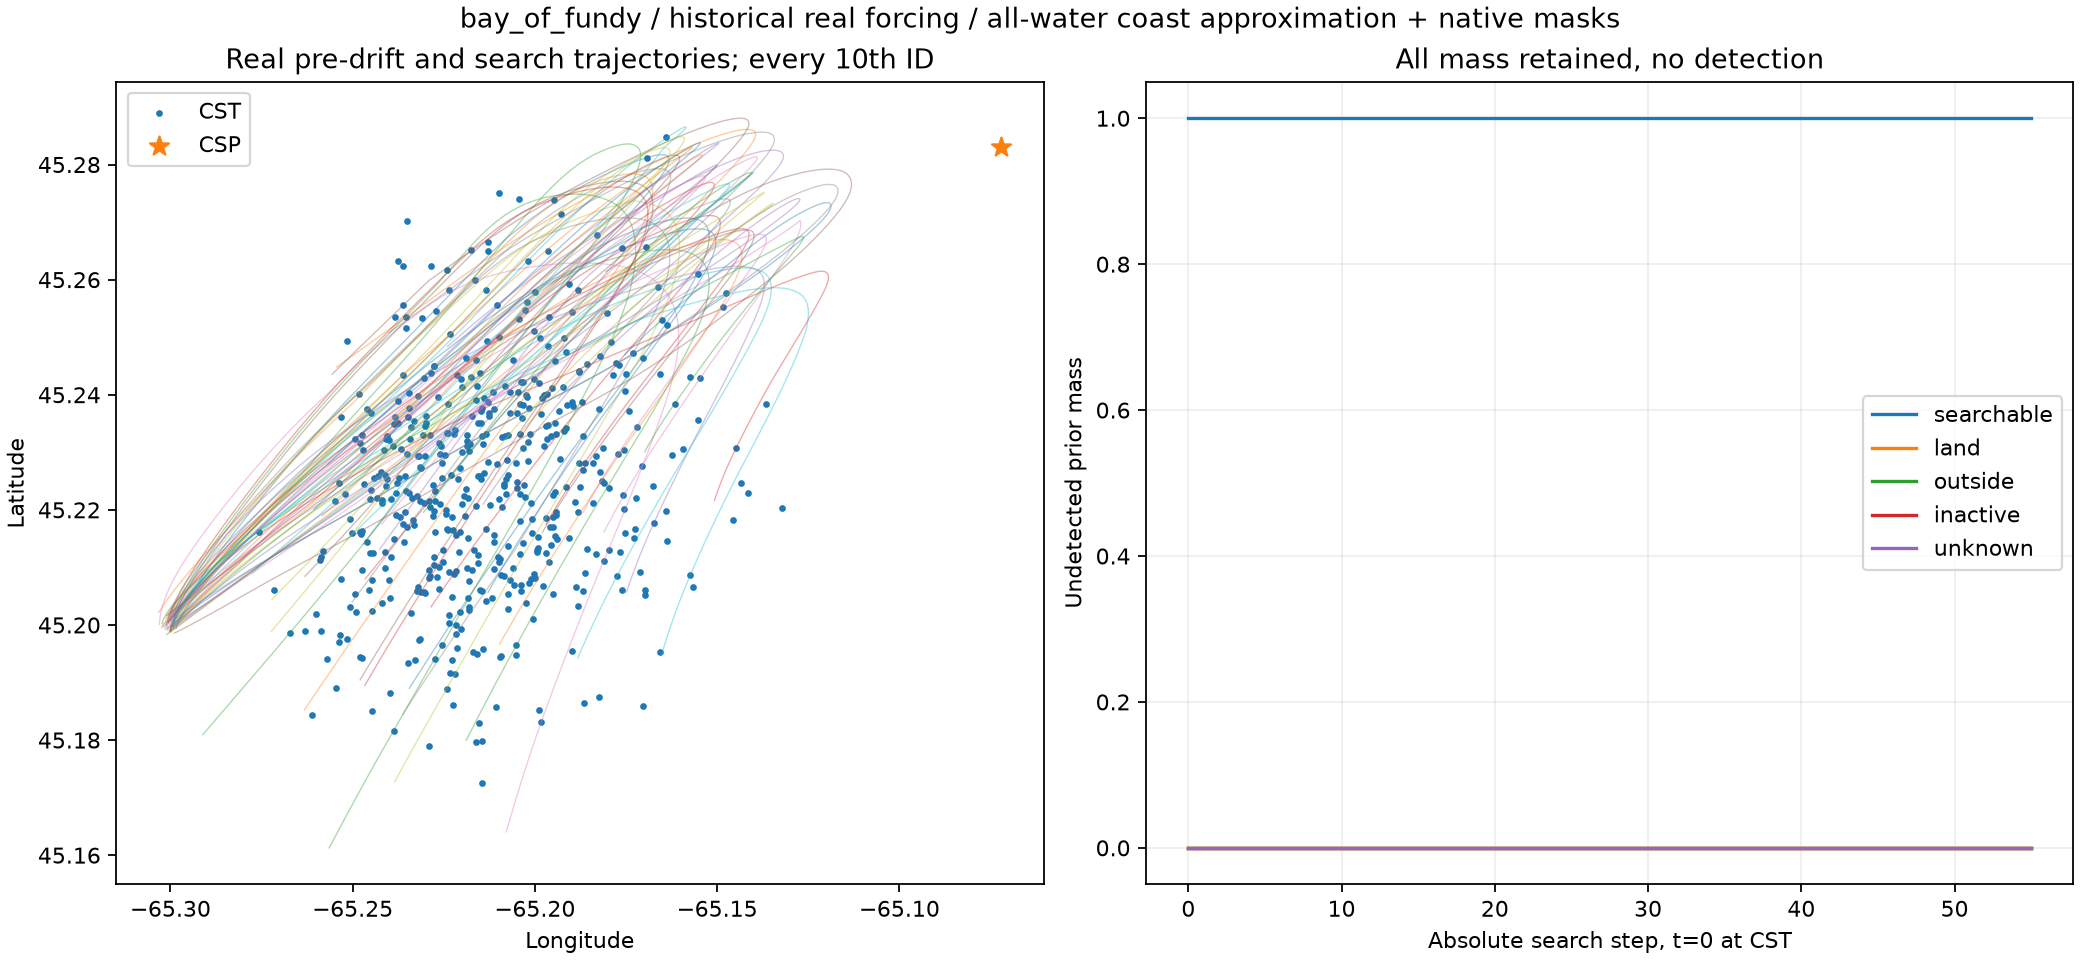 bay_of_fundy / historical real forcing / all-water coast approximation + native masks
Real pre-drift and search trajectories; every 10th ID
CST
CSP
45.28
45.26
45.24
45.22
45.20
45.18
45.16
Latitude
−65.30
−65.25
−65.20
−65.15
−65.10
Longitude
All mass retained, no detection
1.0
0.8
0.6
0.4
0.2
0.0
Undetected prior mass
searchable
land
outside
inactive
unknown
0
10
20
30
40
50
Absolute search step, t=0 at CST